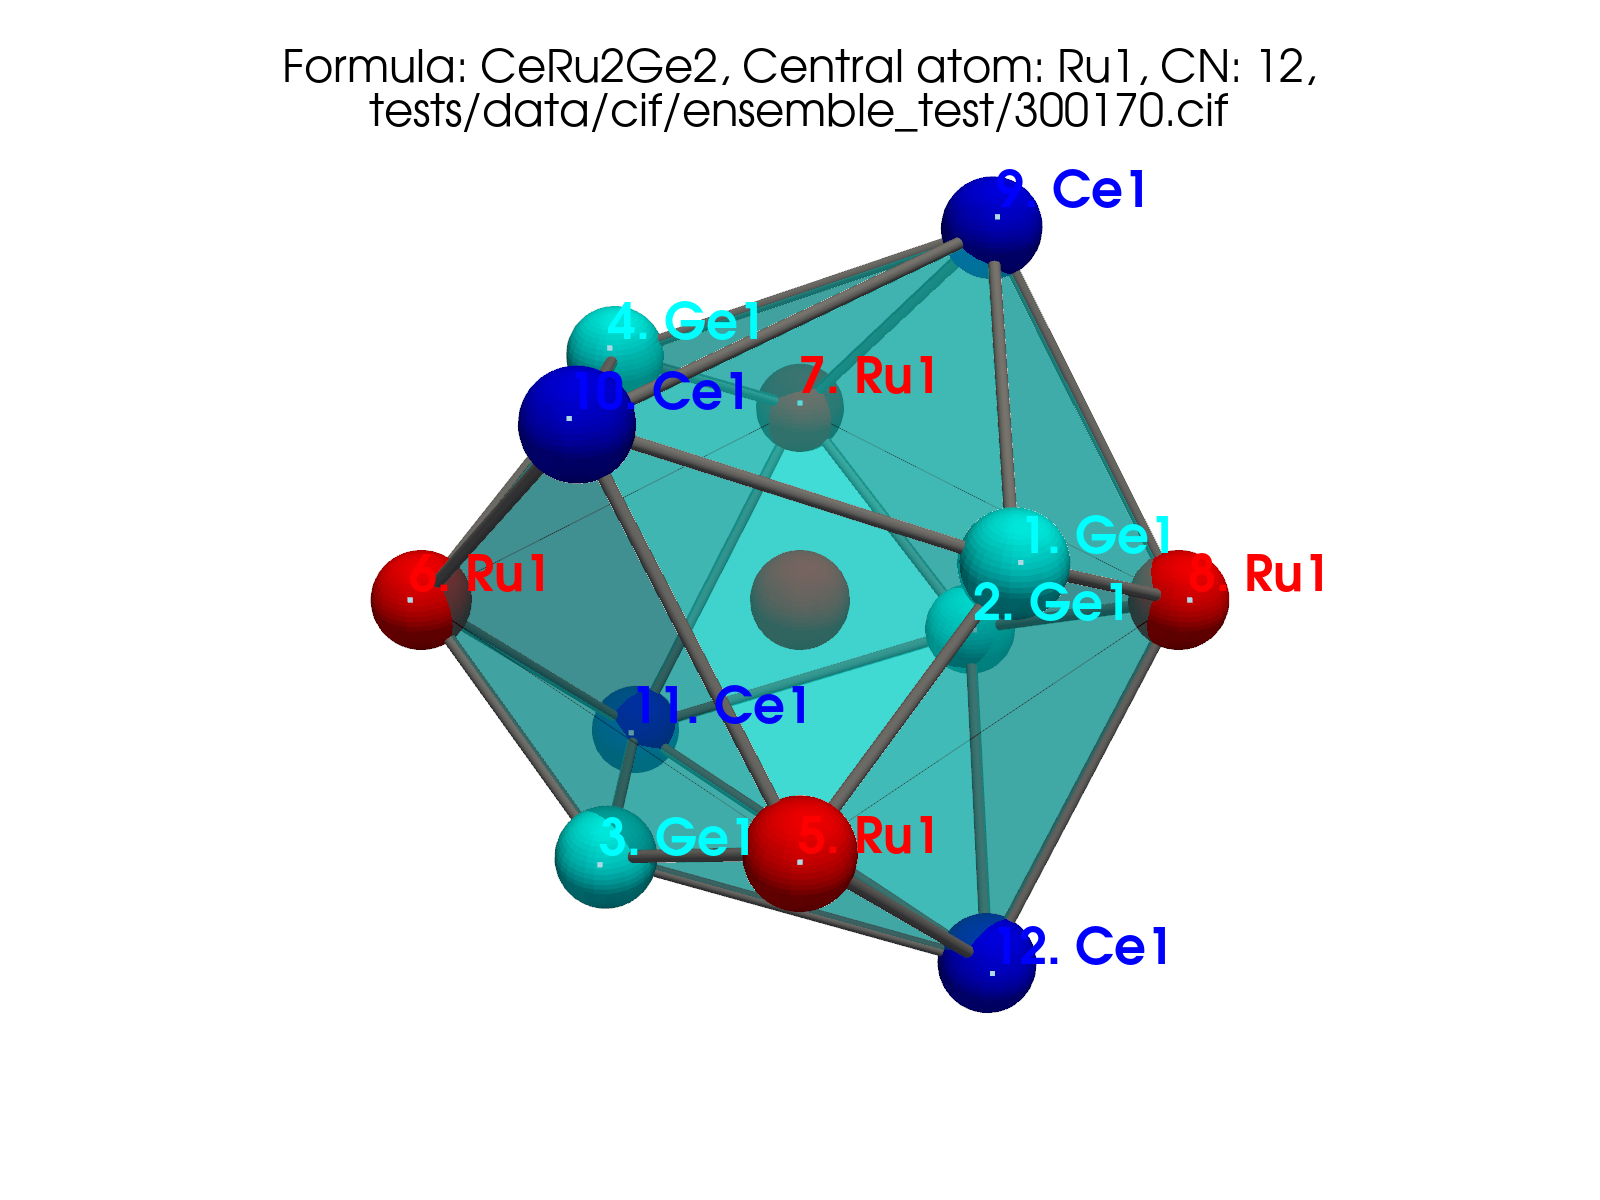 Formula: CeRu2Ge2, Central atom: Ru1, CN: 12,
tests/data/cif/ensemble_test/300170.cif
9. Ce1
4. Ge1
7. Ru1
10. Ce1
1. Ge1
6. Ru1
8. Ru1
2. Ge1
11. Ce1
3. Ge1
5. Ru1
12. Ce1